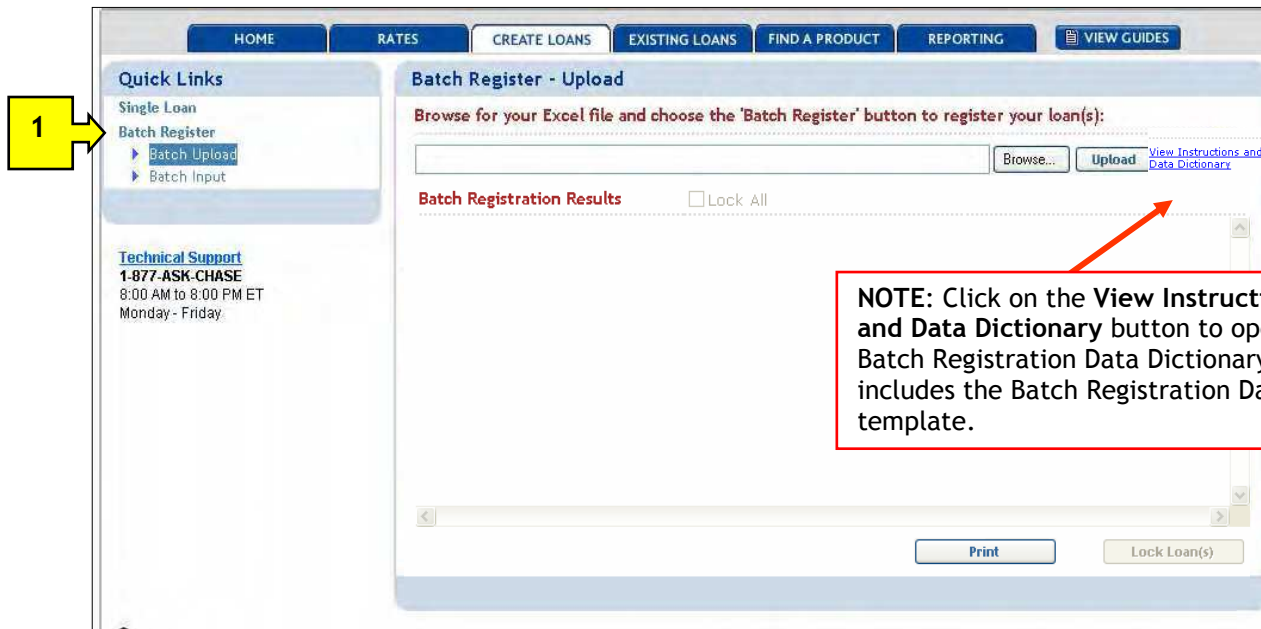 HOME RATES CREATE LOANS EXISTING LOANS FIND A PRODUCT REPORTING VIEW GUIDES
Quick Links
Single Loan
Batch Register
Batch Upload
Batch Input
1
Technical Support
1-877-ASK-CHASE
8:00 AM to 8:00 PM ET
Monday - Friday
Batch Register - Upload
Browse for your Excel file and choose the 'Batch Register' button to register your loan(s):
Browse... Upload
View Instructions and
Data Dictionary
Batch Registration Results Lock All
NOTE: Click on the View Instructi
and Data Dictionary button to op
Batch Registration Data Dictionary
includes the Batch Registration Da
template.
Print Lock Loan(s)